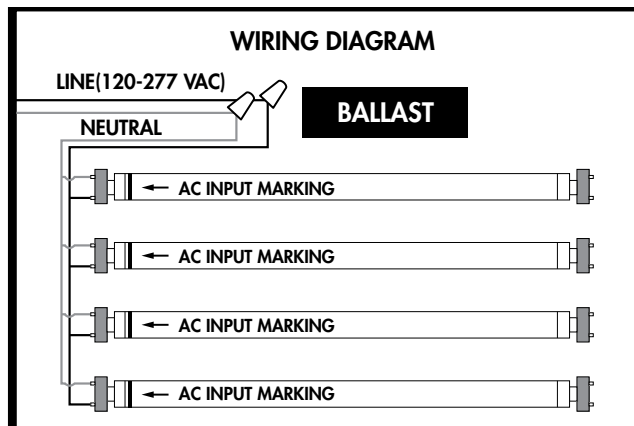 WIRING DIAGRAM
LINE(120-277 VAC)
BALLAST
NEUTRAL
AC INPUT MARKING
AC INPUT MARKING
AC INPUT MARKING
AC INPUT MARKING